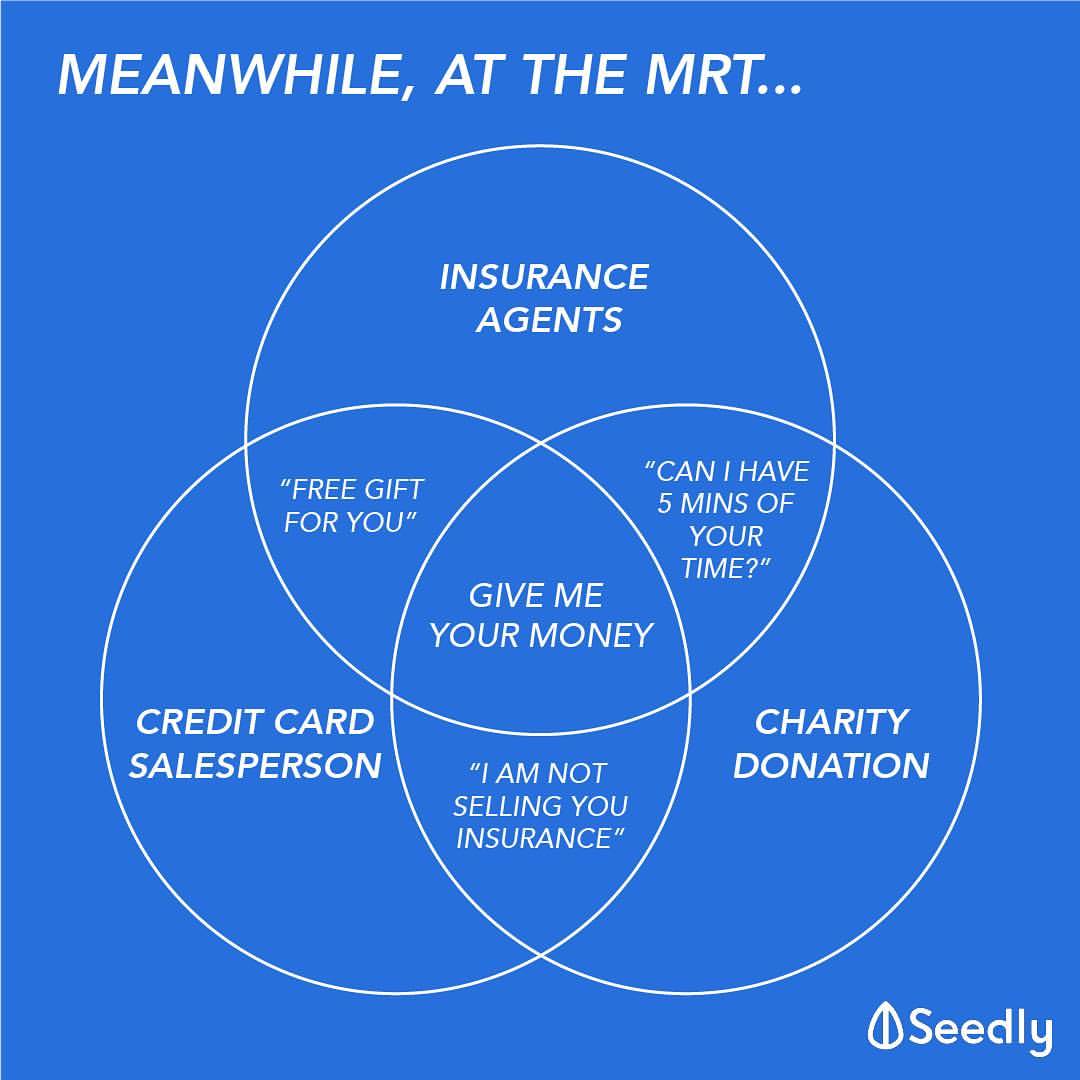 MEANWHILE, AT THE MRT...
INSURANCE
AGENTS
“FREE GIFT
FOR YOU”
“CAN I HAVE
5 MINS OF
YOUR
TIME?”
GIVE ME
YOUR MONEY
CREDIT CARD
SALESPERSON
CHARITY
DONATION
“I AM NOT
SELLING YOU
INSURANCE”
Seedly